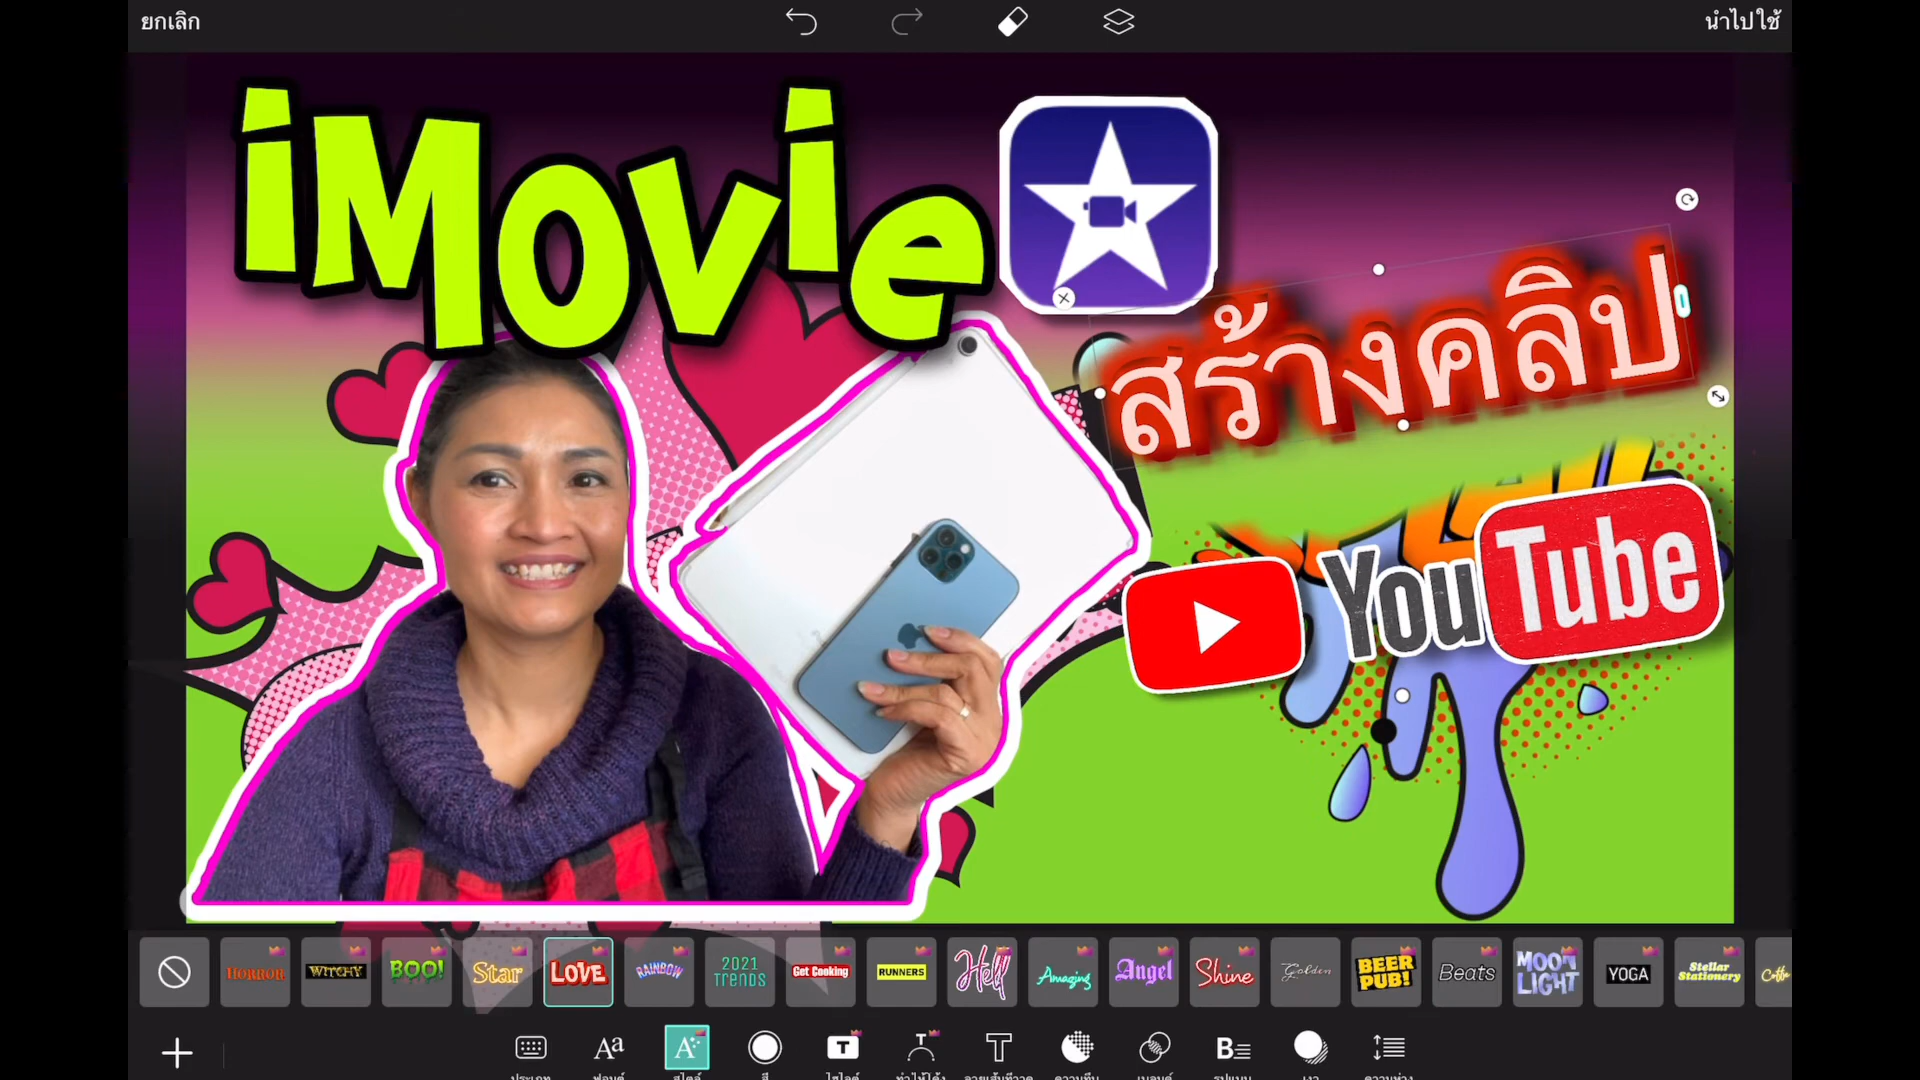 ยกเลิก
นำไปใช้
iMovie
สร้างคลิป
YouTube
HORROR
WITCHY
BOO!
Star
LOVE
RAINBOW
2021
TRENDS
Get Cooking
RUNNERS
Hell
Amazing
Angel
Shine
Golden
BEER
PUB!
Beats
MOON
LIGHT
YOGA
Stellar
Stationery